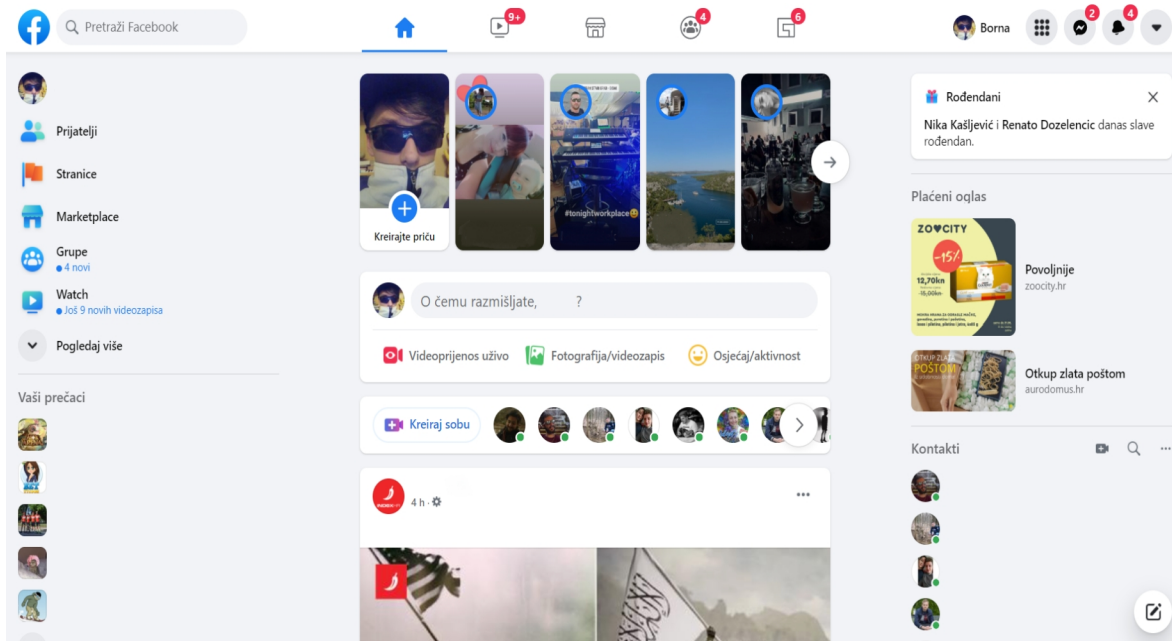 Pretraži Facebook
9+
4
6
Borna
2
4
Prijatelji
Stranice
Marketplace
Grupe
4 novi
Watch
Još 9 novih videozapisa
Pogledaj više
Vaši prečaci
Kreirajte priču
#tonightworkplace
O čemu razmišljate, ?
Videoprijenos uživo
Fotografija/videozapis
Osjećaj/aktivnost
Kreiraj sobu
4 h ·
Rođendani
Nika Kašljević i Renato Dozelencic danas slave
rođendan.
Plaćeni oglas
ZOOCITY
-15%
12,70kn
Povoljnije
zoocity.hr
OTKUP ZLATA
POŠTOM
Otkup zlata poštom
aurodomus.hr
Kontakti